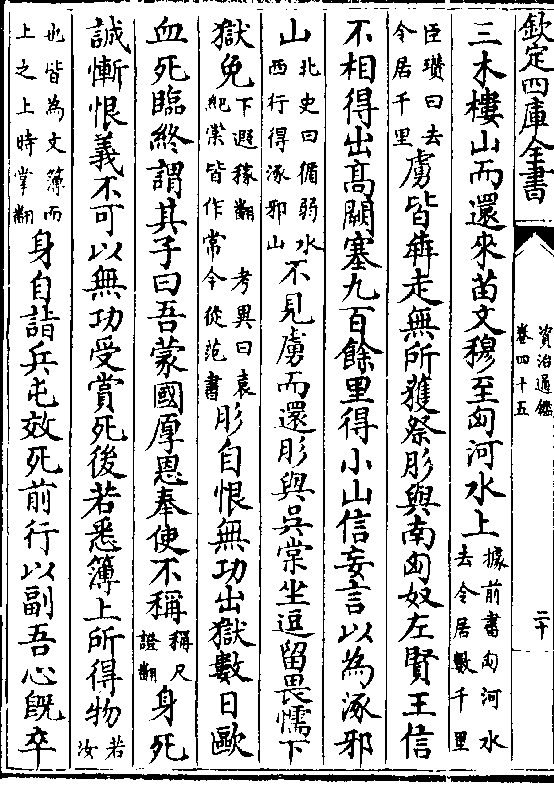 欽定四庫全書
資治通鑑
卷四十五
二十
三木樓山而還來苗文穆至匈河水上據前書匈河水去令居數千里
臣瓚曰去令居千里虜皆犇走無所獲祭肜與南匈奴左賢王信
不相得出髙闕塞九百餘里得小山信妄言以為涿邪
山北史曰循弱水西行得涿邪山不見虜而還肜與吳棠坐逗留畏懦下
獄免下遐稼翻 考異曰袁紀棠皆作常今從范書肜自恨無功出獄數日歐
血死臨終謂其子曰吾蒙國厚恩奉使不稱稱尺證翻身死
誠慚恨義不可以無功受賞死後若悉簿上所得物若汝
也皆為文簿而上之上時掌翻身自詣兵屯效死前行以副吾心既卒